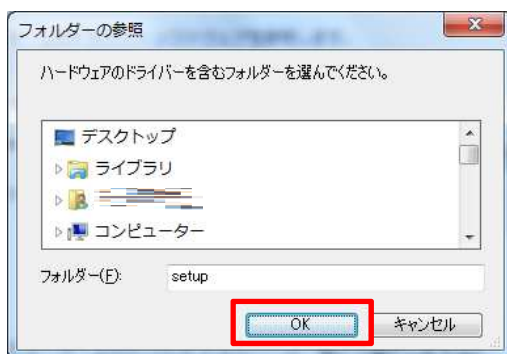 フォルダーの参照
ハードウェアのドライバーを含むフォルダーを選んでください。
デスクトップ
ライブラリ
コンピューター
フォルダー(F): setup
OK キャンセル